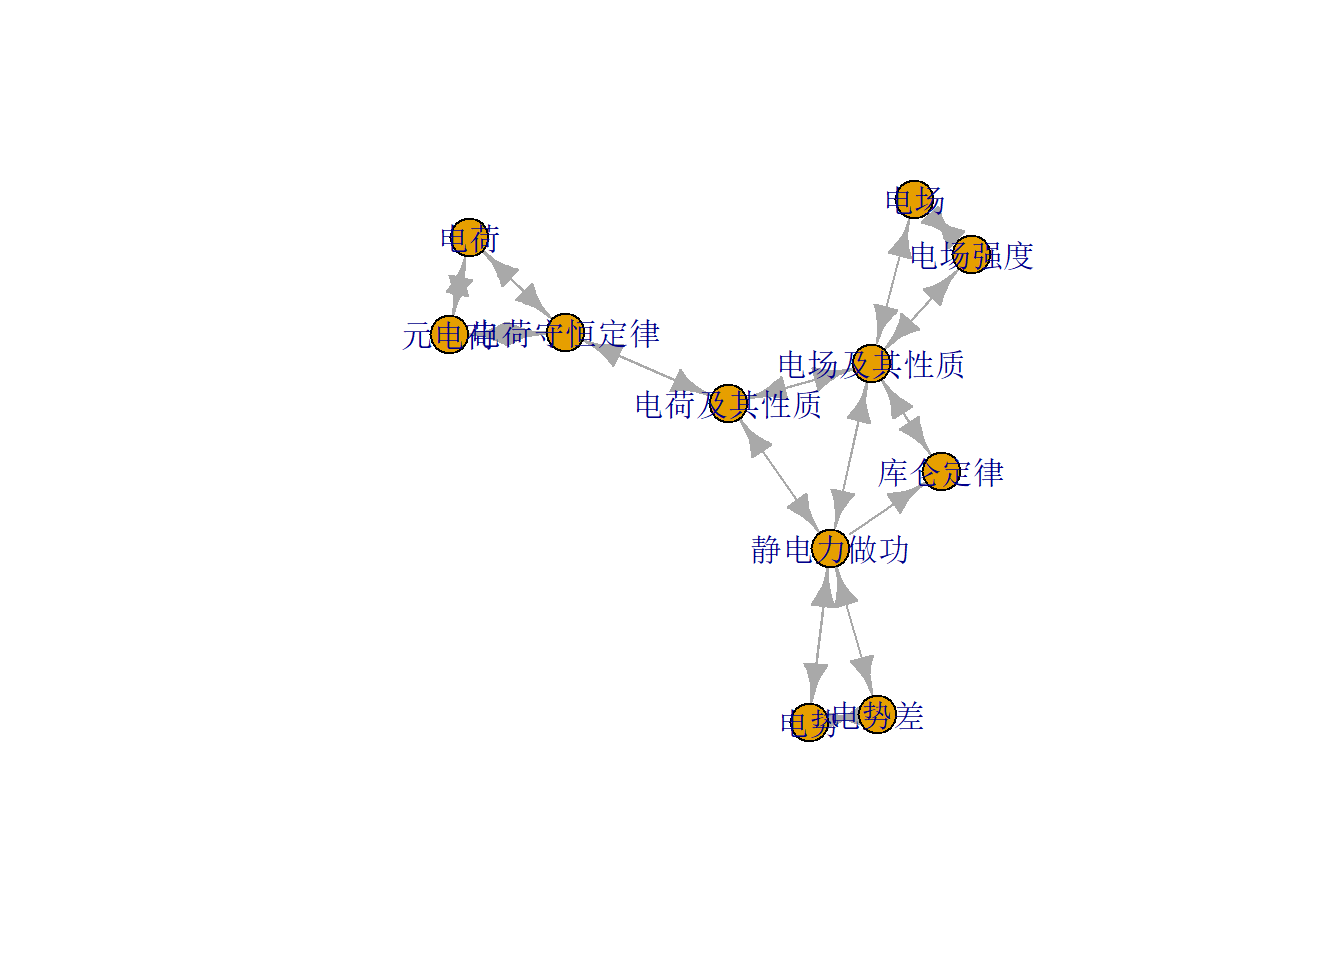 电场
电荷
电场强度
元电荷
电荷守恒定律
电场及其性质
电荷及其性质
库仑定律
静电力做功
电势
电势差